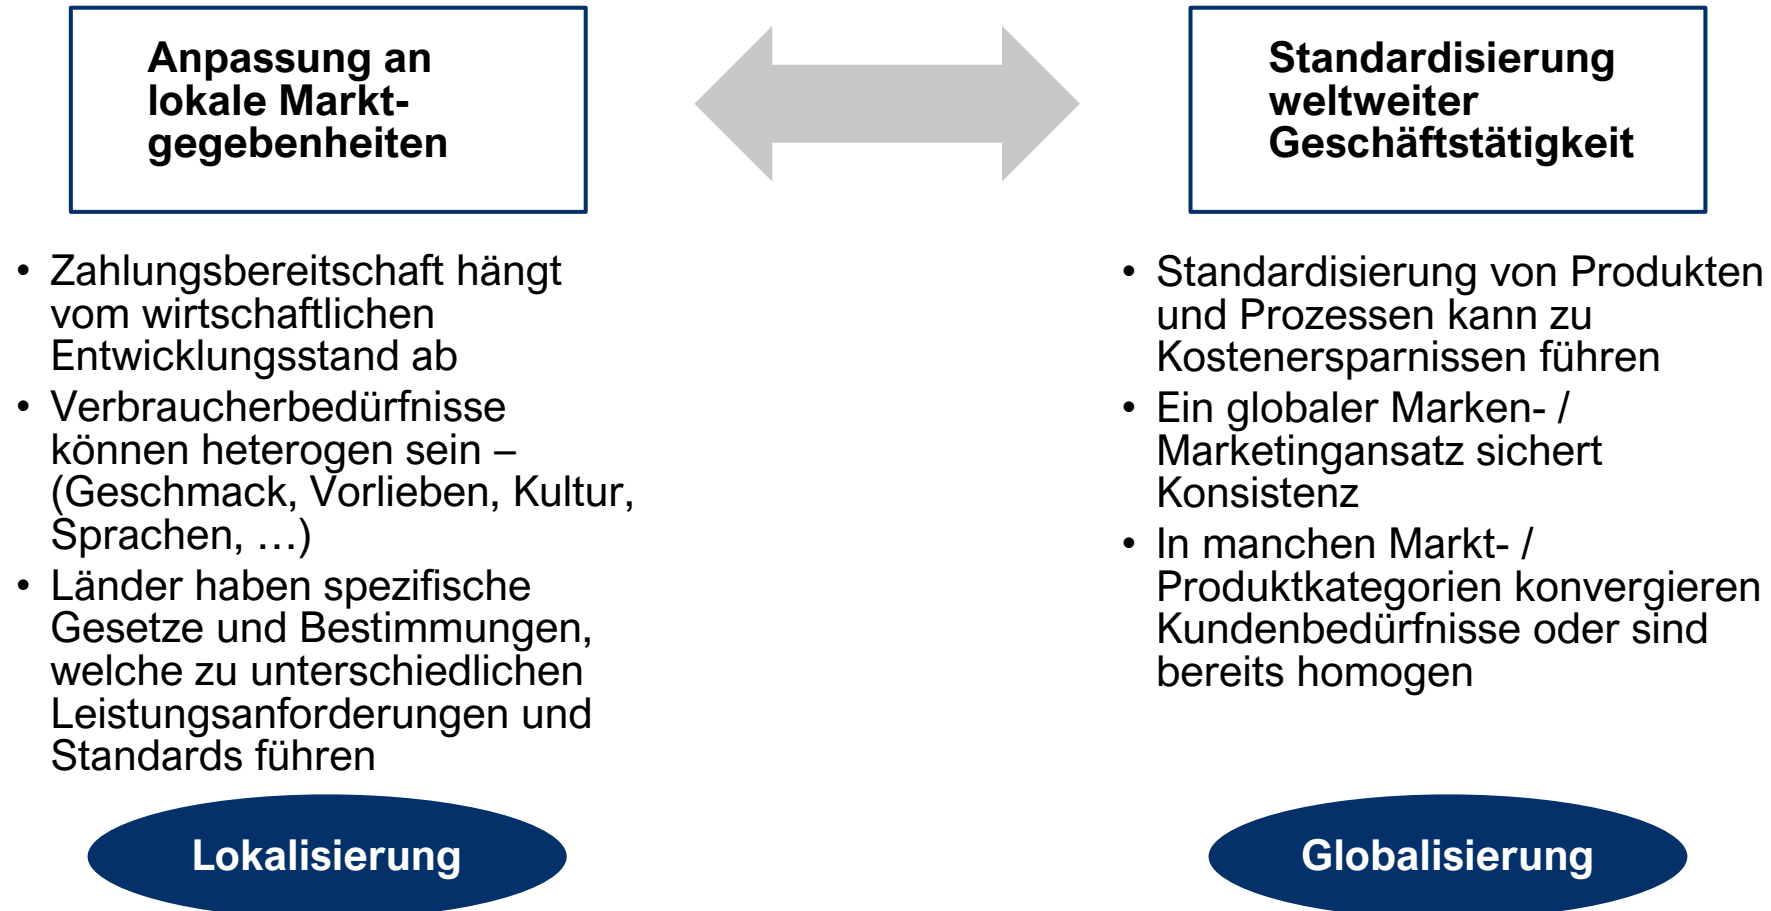 Anpassung an
lokale Markt-
gegebenheiten
Standardisierung
weltweiter
Geschäftstätigkeit
• Zahlungsbereitschaft hängt
vom wirtschaftlichen
Entwicklungsstand ab
• Verbraucherbedürfnisse
können heterogen sein –
(Geschmack, Vorlieben, Kultur,
Sprachen, …)
• Länder haben spezifische
Gesetze und Bestimmungen,
welche zu unterschiedlichen
Leistungsanforderungen und
Standards führen
• Standardisierung von Produkten
und Prozessen kann zu
Kostenersparnissen führen
• Ein globaler Marken- /
Marketingansatz sichert
Konsistenz
• In manchen Markt- /
Produktkategorien konvergieren
Kundenbedürfnisse oder sind
bereits homogen
Lokalisierung
Globalisierung